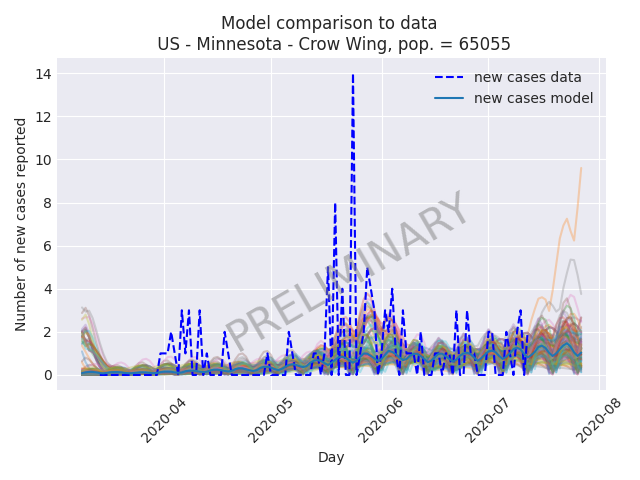 Model comparison to data
US - Minnesota - Crow Wing, pop. = 65055
new cases data
new cases model
PRELIMINARY
Number of new cases reported
14
12
10
8
6
4
2
0
2020-04
2020-05
2020-06
2020-07
2020-08
Day